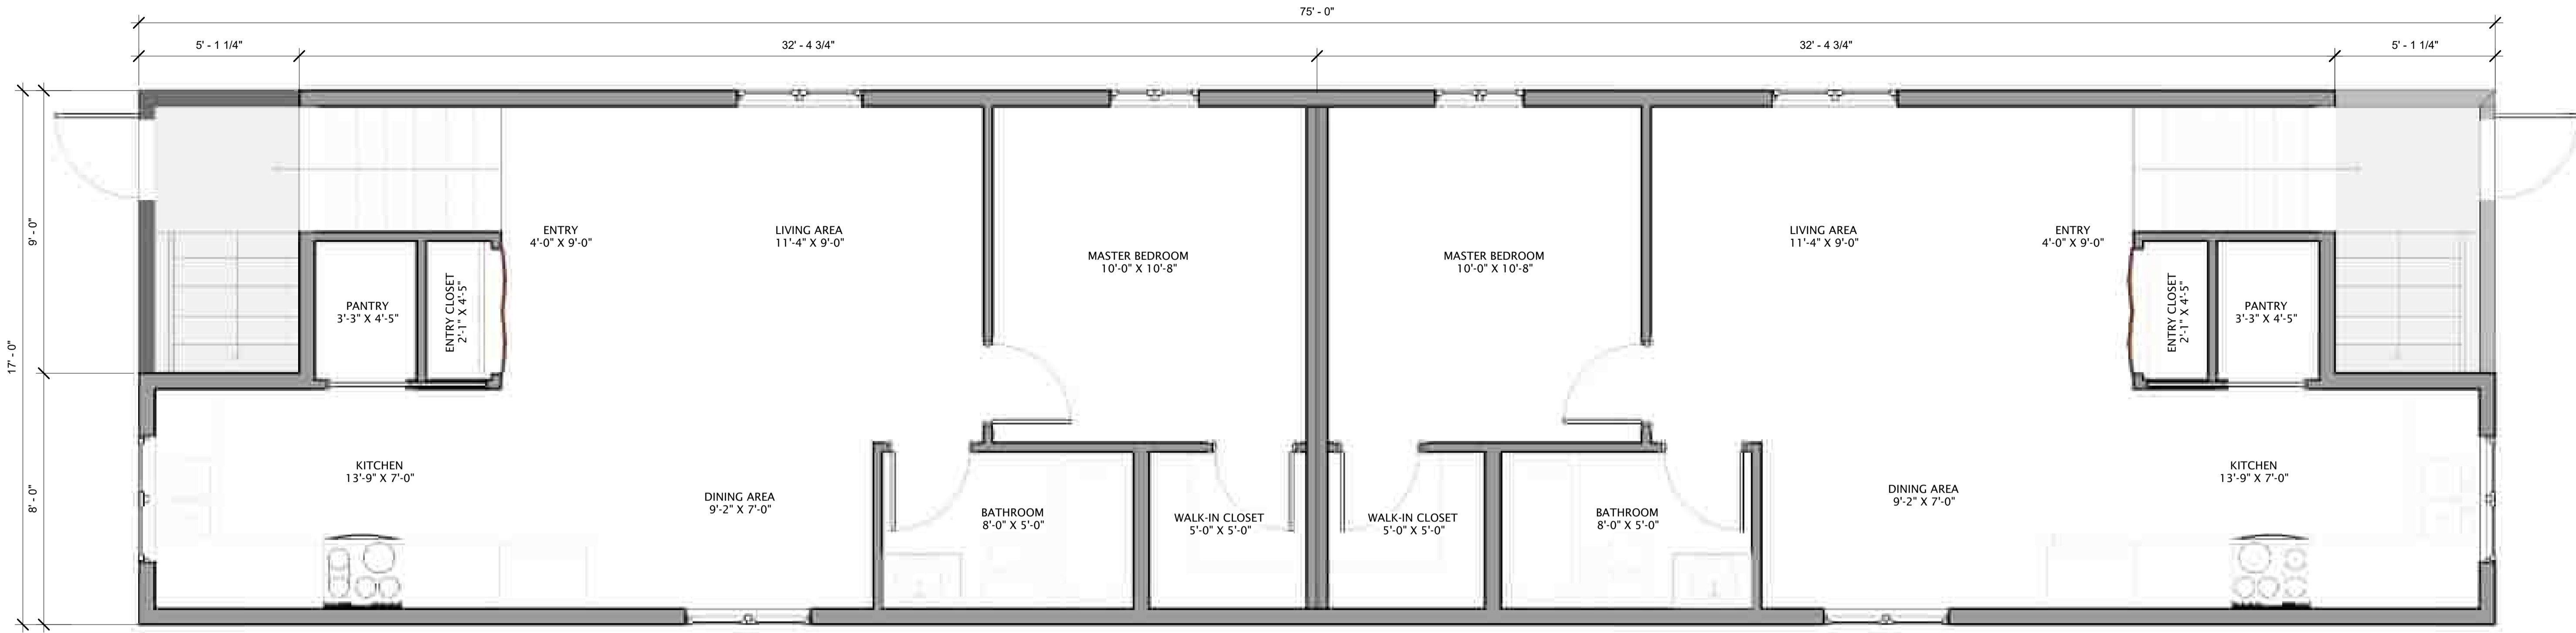 75' - 0"
5' - 1 1/4"
32' - 4 3/4"
32' - 4 3/4"
5' - 1 1/4"
17' - 0"
9' - 0"
8' - 0"
ENTRY
4'-0" X 9'-0"
LIVING AREA
11'-4" X 9'-0"
MASTER BEDROOM
10'-0" X 10'-8"
MASTER BEDROOM
10'-0" X 10'-8"
LIVING AREA
11'-4" X 9'-0"
ENTRY
4'-0" X 9'-0"
PANTRY
3'-3" X 4'-5"
ENTRY CLOSET
2'-1" X 4'-5"
ENTRY CLOSET
2'-1" X 4'-5"
PANTRY
3'-3" X 4'-5"
KITCHEN
13'-9" X 7'-0"
DINING AREA
9'-2" X 7'-0"
BATHROOM
8'-0" X 5'-0"
WALK-IN CLOSET
5'-0" X 5'-0"
WALK-IN CLOSET
5'-0" X 5'-0"
BATHROOM
8'-0" X 5'-0"
DINING AREA
9'-2" X 7'-0"
KITCHEN
13'-9" X 7'-0"